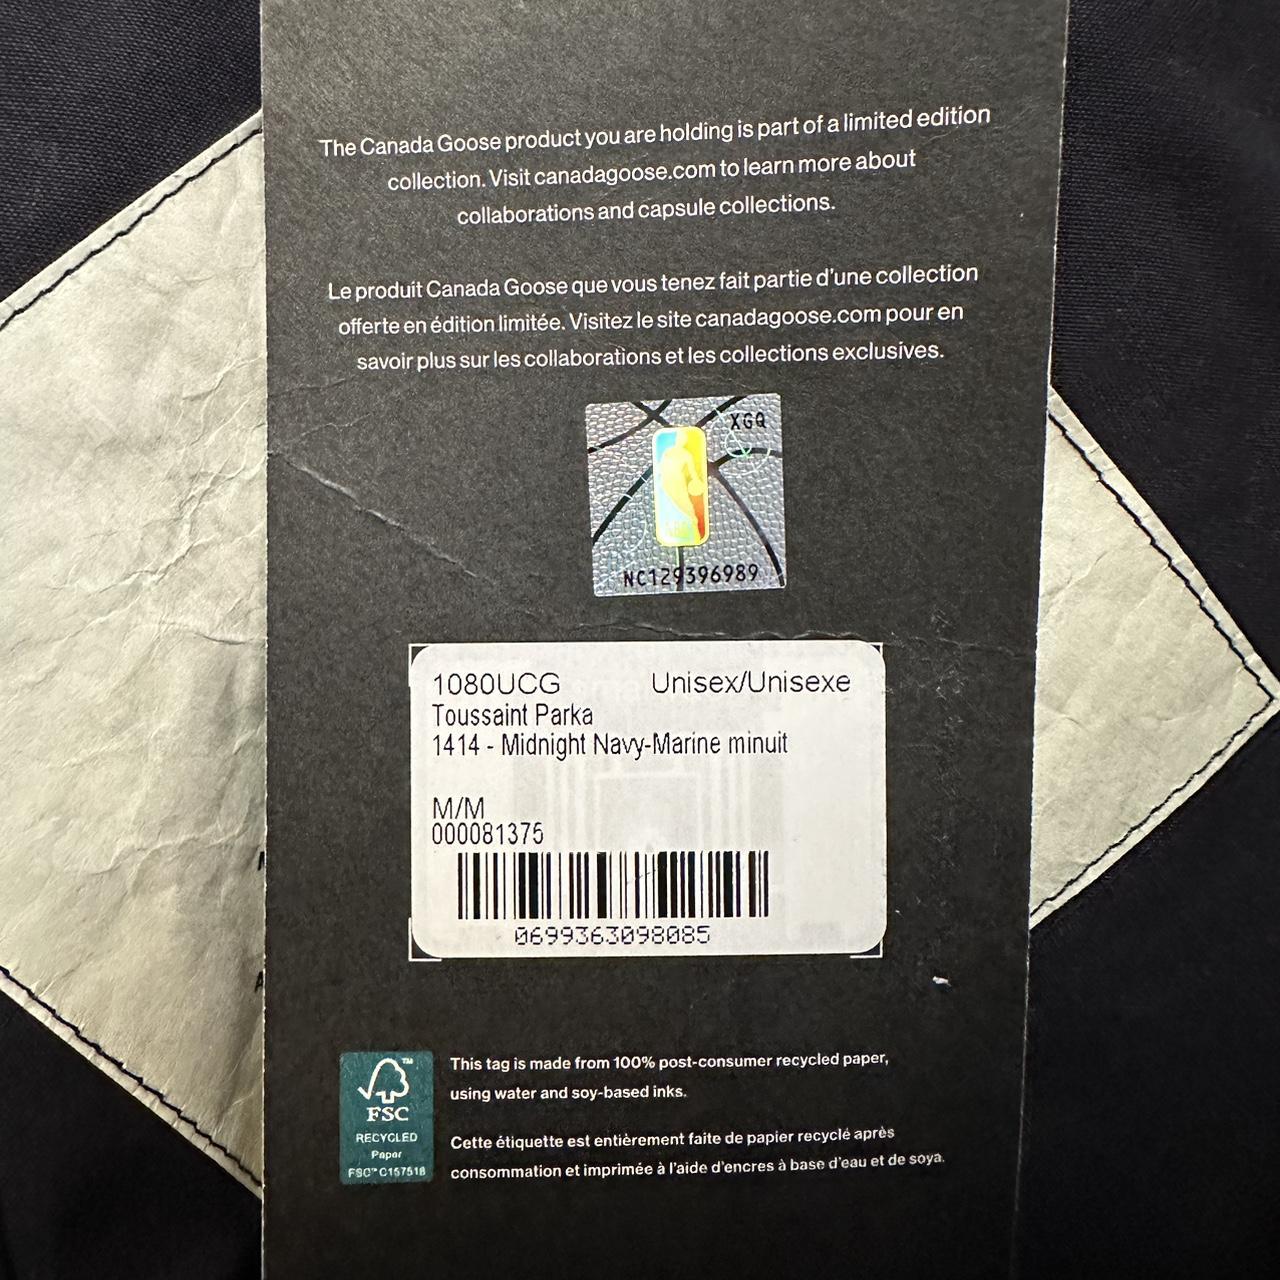 The Canada Goose product you are holding is part of a limited edition
collection. Visit canadagoose.com to learn more about
collaborations and capsule collections.
Le produit Canada Goose que vous tenez fait partie d'une collection
offerte en édition limitée. Visitez le site canadagoose.com pour en
savoir plus sur les collaborations et les collections exclusives.
XGQ
NC129396989
1080UCG Unisex/Unisexe
Toussaint Parka
1414 - Midnight Navy-Marine minuit
M/M
000081375
0699363098085
This tag is made from 100% post-consumer recycled paper,
using water and soy-based inks.
Cette étiquette est entièrement faite de papier recyclé après
consommation et imprimée à l'aide d'encres à base d'eau et de soya.
FSC
RECYCLED
Paper
FSC™ C157518